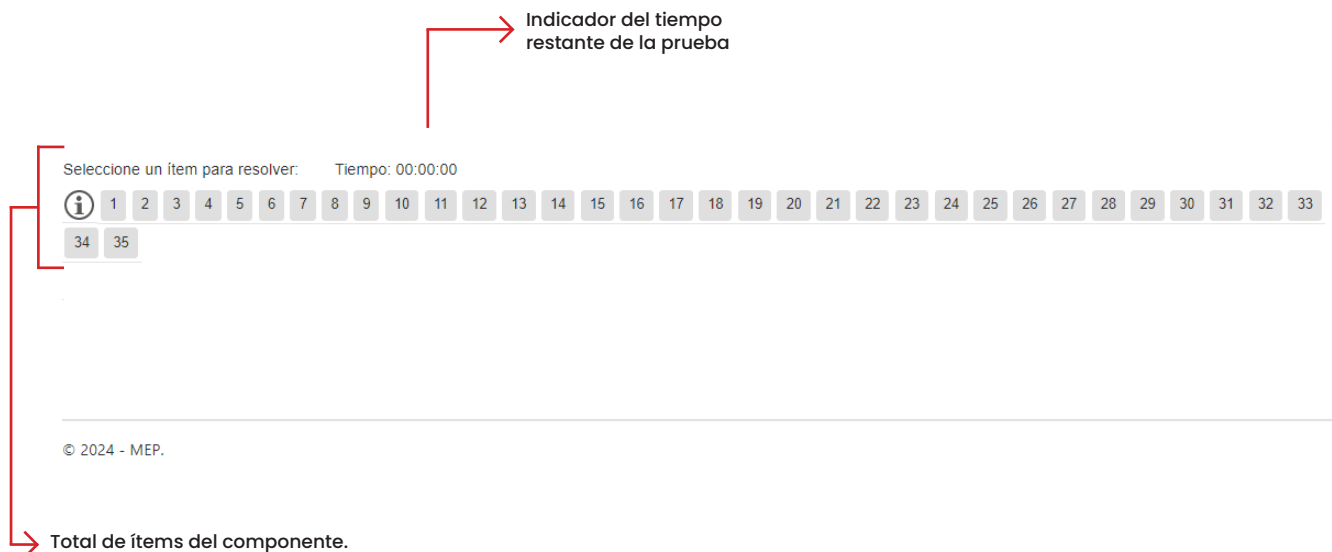 Indicador del tiempo
restante de la prueba
Seleccione un ítem para resolver: Tiempo: 00:00:00
1 2 3 4 5 6 7 8 9 10 11 12 13 14 15 16 17 18 19 20 21 22 23 24 25 26 27 28 29 30 31 32 33
34 35
© 2024 - MEP.
Total de ítems del componente.